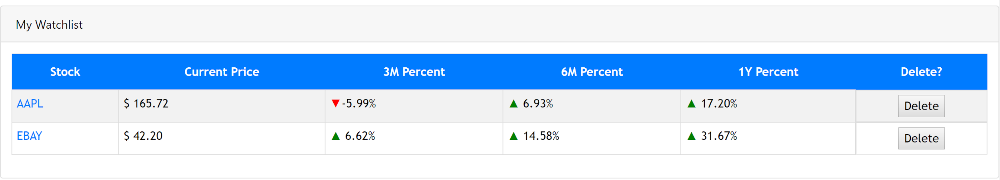 My Watchlist
Stock Current Price 3M Percent 6M Percent 1Y Percent Delete?
AAPL $ 165.72 ▼-5.99% ▲ 6.93% ▲ 17.20% Delete
EBAY $ 42.20 ▲ 6.62% ▲ 14.58% ▲ 31.67% Delete